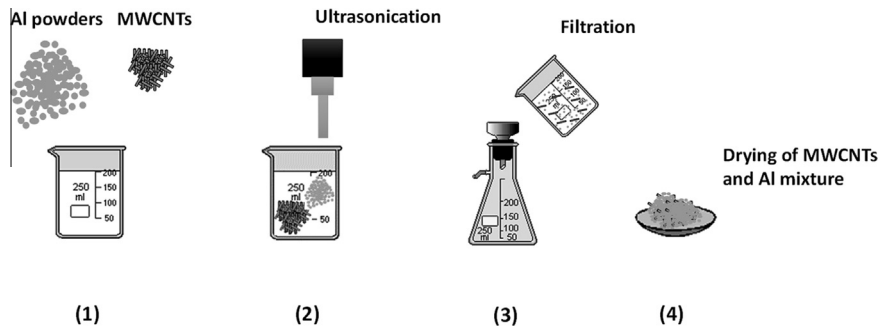 Al powders MWCNTs
Ultrasonication
Filtration
Drying of MWCNTs
and Al mixture
200
250
ml
150
100
50
200
250
ml
50
200
150
100
50
250
ml
(1) (2) (3) (4)